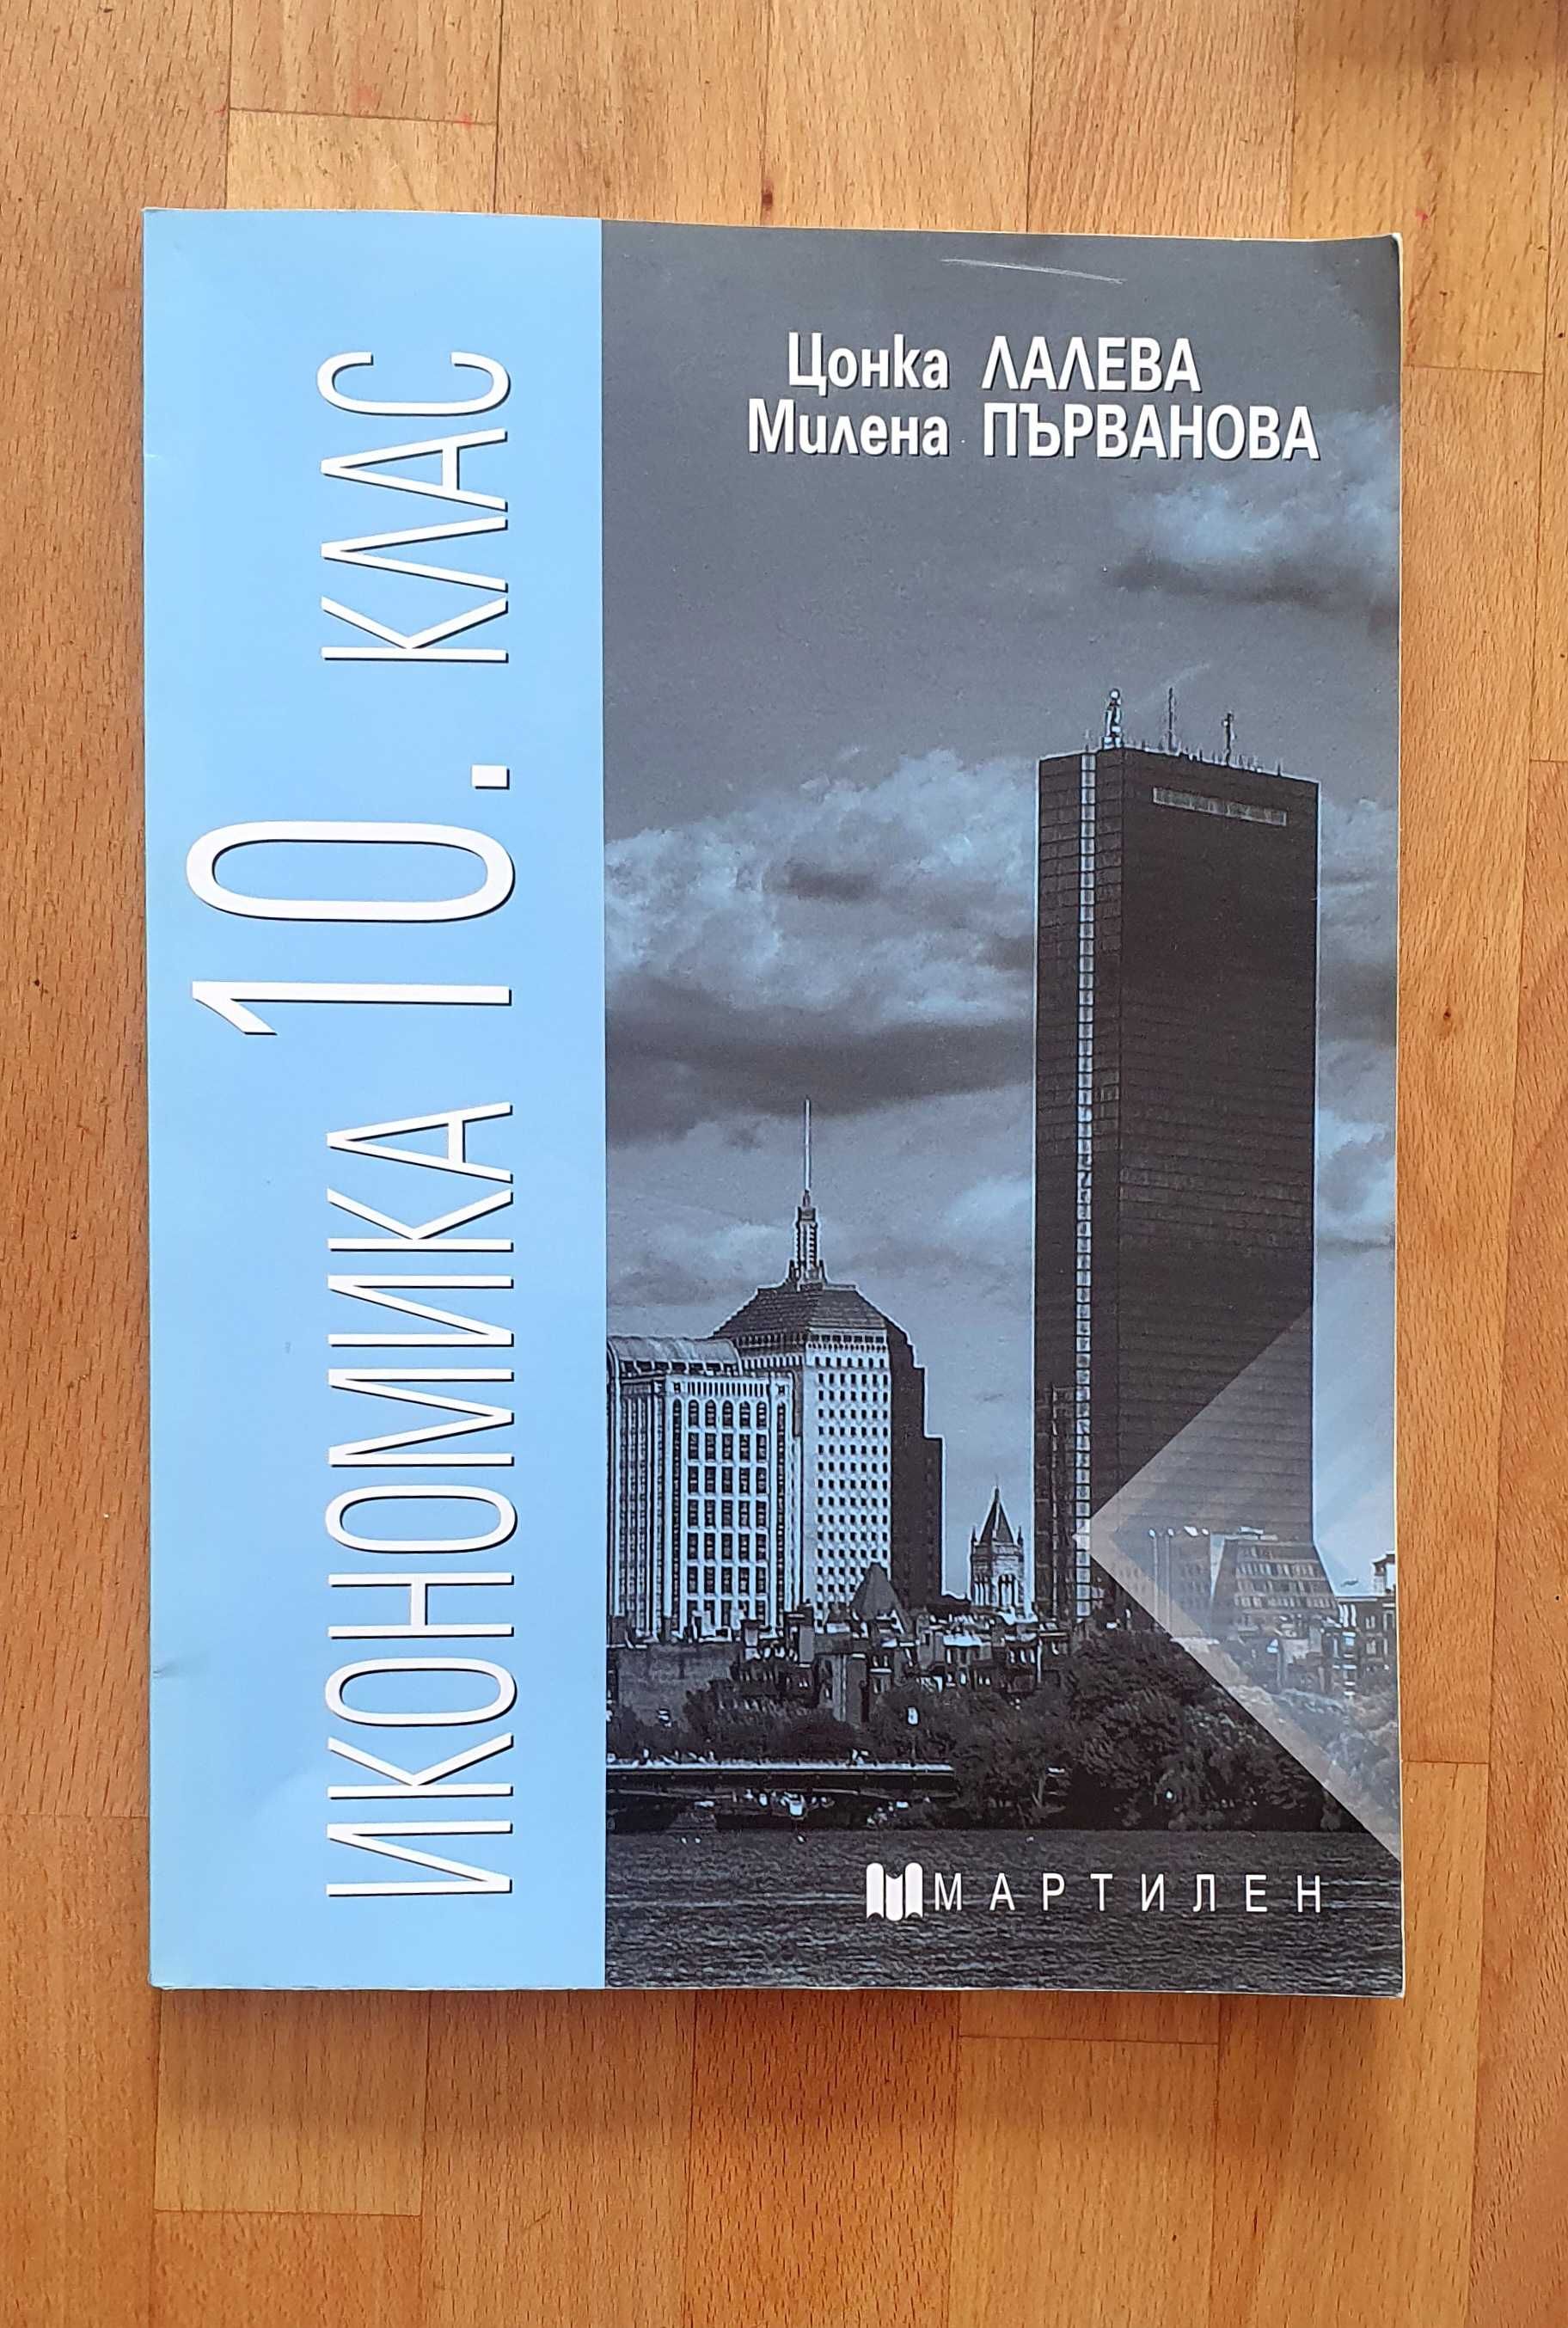 Цонка ЛАЛЕВА
Милена ПЪРВАНОВА
ИКОНОМИКА 10. КЛАС
МАРТИЛЕН